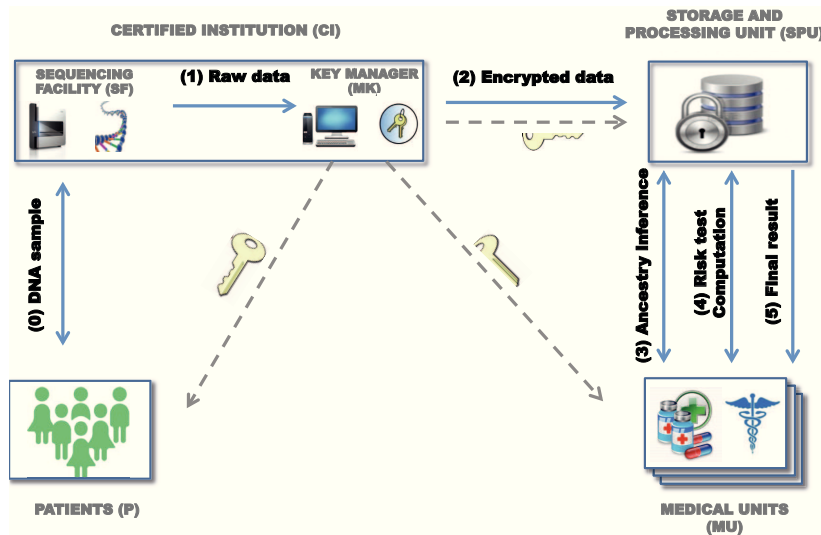 CERTIFIED INSTITUTION (CI)
STORAGE AND
PROCESSING UNIT (SPU)
SEQUENCING
FACILITY (SF)
(1) Raw data
KEY MANAGER
(MK)
(2) Encrypted data
(0) DNA sample
(3) Ancestry Inference
(4) Risk test
Computation
(5) Final result
PATIENTS (P)
MEDICAL UNITS
(MU)